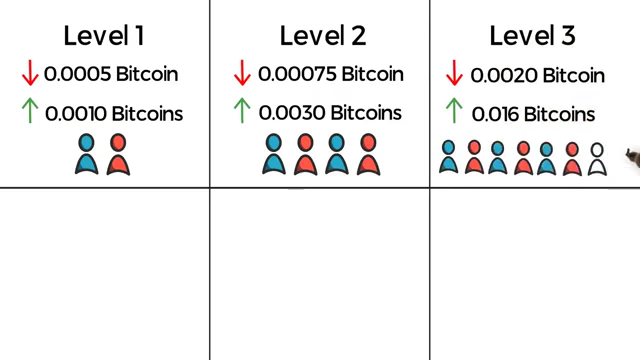 Level 1
0.0005 Bitcoin
0.0010 Bitcoins
Level 2
0.00075 Bitcoin
0.0030 Bitcoins
Level 3
0.0020 Bitcoin
0.016 Bitcoins